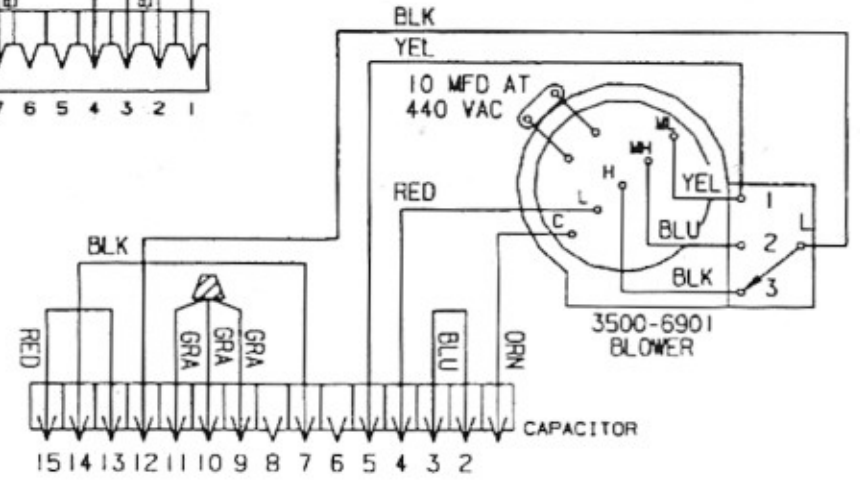 BLK
YEL
10 MFD AT
440 VAC
7 6 5 4 3 2 1
ML
MH
H
YEL
1
RED
L
C
BLU
2
L
BLK
BLK
3
3500-6901
BLOWER
RED
GRA
GRA
GRA
BLU
ORN
CAPACITOR
15 14 13 12 11 10 9 8 7 6 5 4 3 2